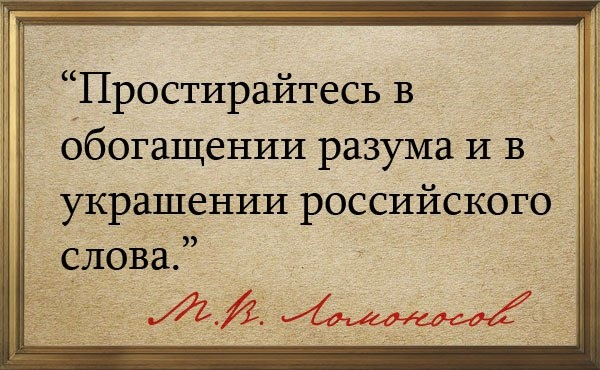 “Простирайтесь в
обогащении разума и в
украшении российского
слова.”
М. В. Ломоносов